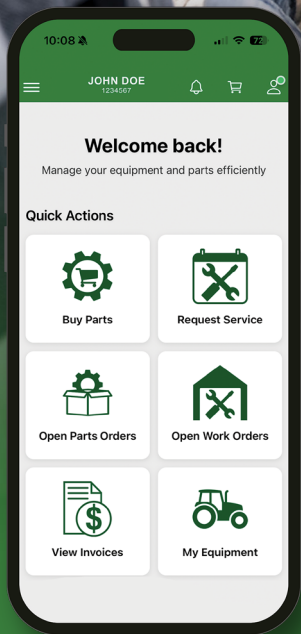 10:08
72
JOHN DOE
1234567
Welcome back!
Manage your equipment and parts efficiently
Quick Actions
Buy Parts
Request Service
Open Parts Orders
Open Work Orders
$
View Invoices
My Equipment